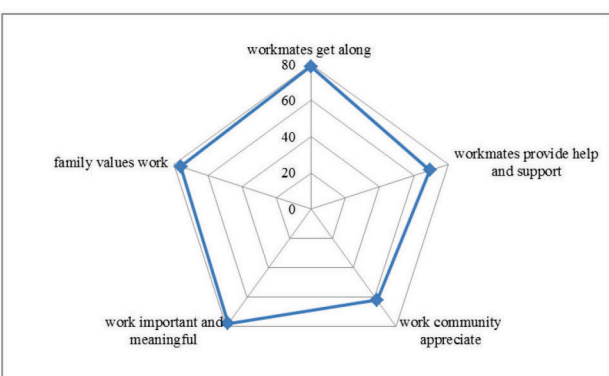 workmates get along
80
60
40
20
0
family values work
workmates provide help
and support
work important and
meaningful
work community
appreciate